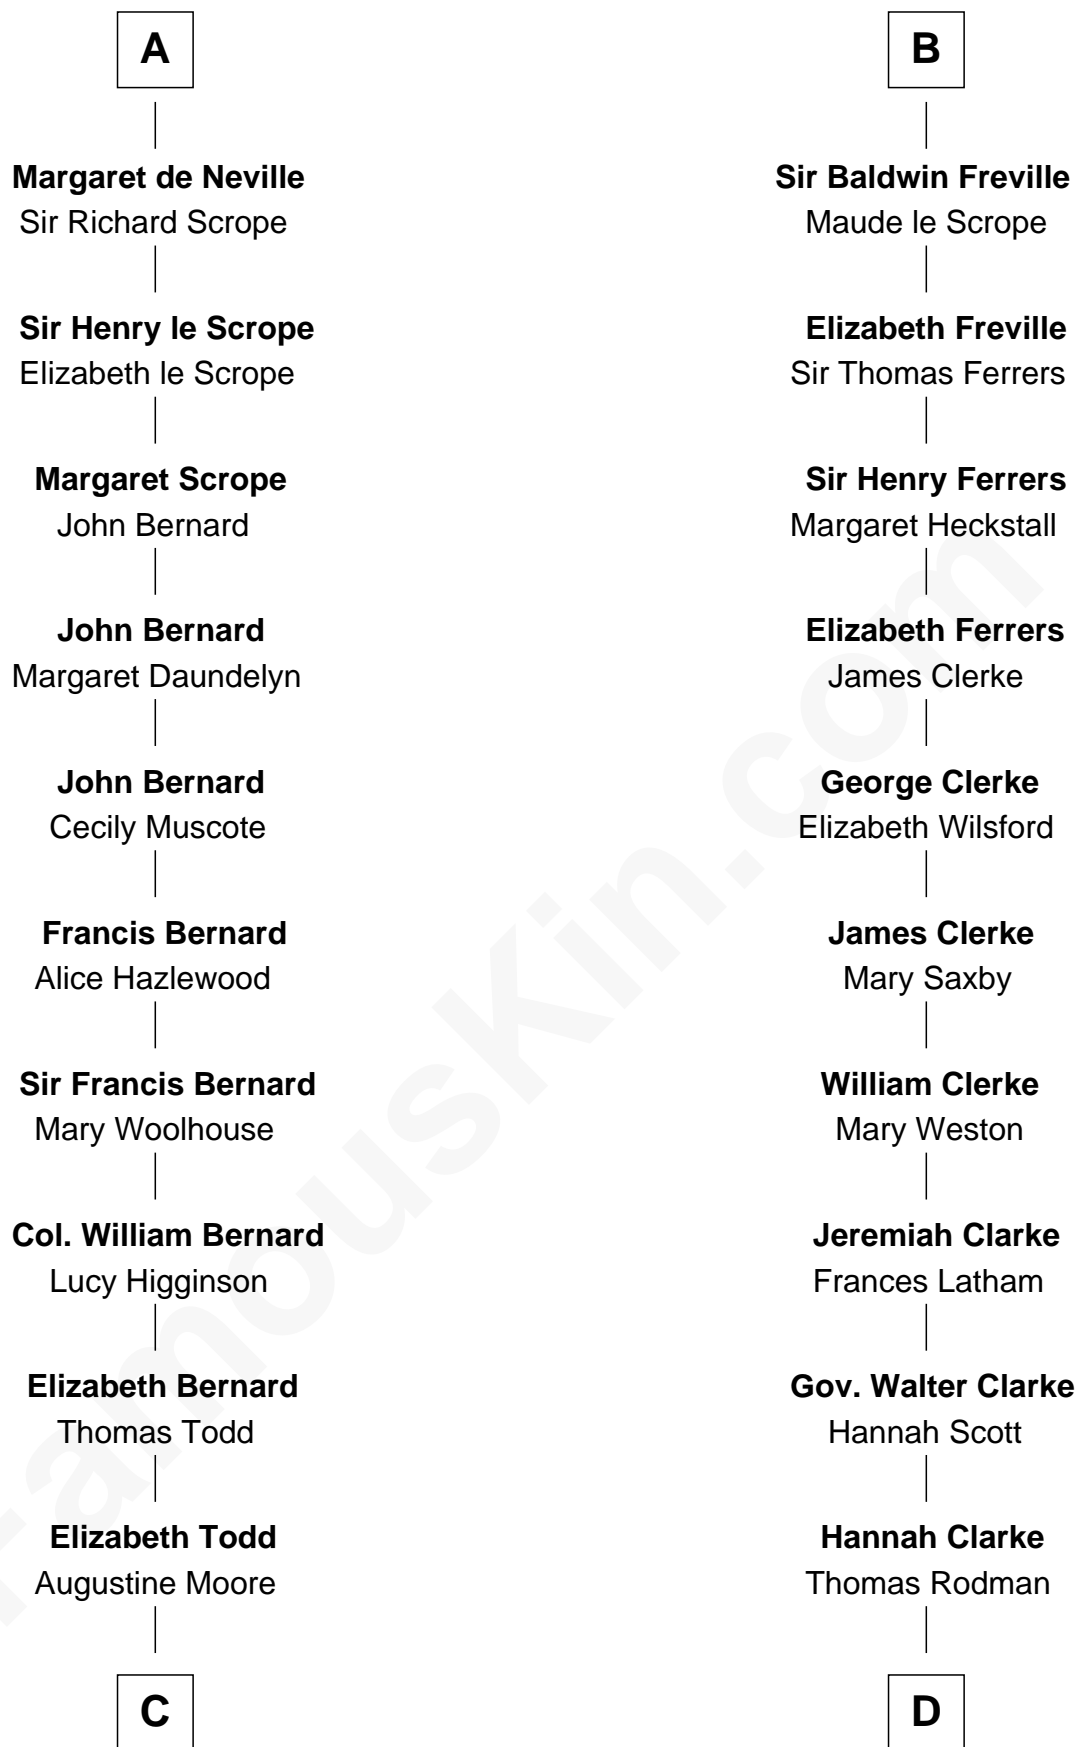 A
Margaret de Neville
Sir Richard Scrope
Sir Henry le Scrope
Elizabeth le Scrope
Margaret Scrope
John Bernard
John Bernard
Margaret Daundelyn
John Bernard
Cecily Muscote
Francis Bernard
Alice Hazlewood
Sir Francis Bernard
Mary Woolhouse
Col. William Bernard
Lucy Higginson
Elizabeth Bernard
Thomas Todd
Elizabeth Todd
Augustine Moore
C
B
Sir Baldwin Freville
Maude le Scrope
Elizabeth Freville
Sir Thomas Ferrers
Sir Henry Ferrers
Margaret Heckstall
Elizabeth Ferrers
James Clerke
George Clerke
Elizabeth Wilsford
James Clerke
Mary Saxby
William Clerke
Mary Weston
Jeremiah Clarke
Frances Latham
Gov. Walter Clarke
Hannah Scott
Hannah Clarke
Thomas Rodman
D
FamousKin.com